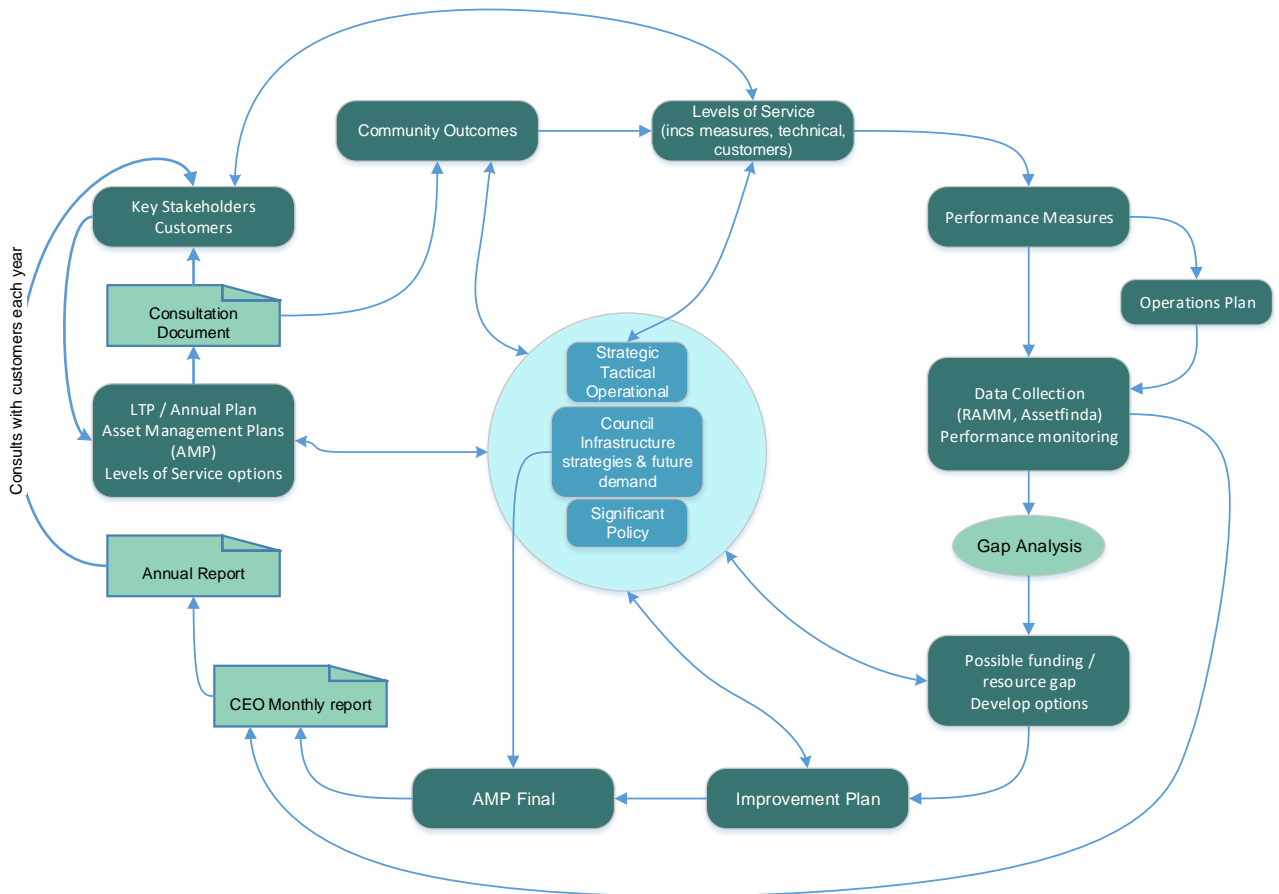 Levels of Service
(incs measures, technical,
customers)
Community Outcomes
Key Stakeholders
Customers
Performance Measures
Consultation
Document
Operations Plan
Strategic
Tactical
Operational
LTP / Annual Plan
Asset Management Plans
(AMP)
Levels of Service options
Council
Infrastructure
strategies & future
demand
Data Collection
(RAMM, Assetfinda)
Performance monitoring
Significant
Policy
Consults with customers each year
Annual Report
Gap Analysis
CEO Monthly report
Possible funding /
resource gap
Develop options
AMP Final
Improvement Plan